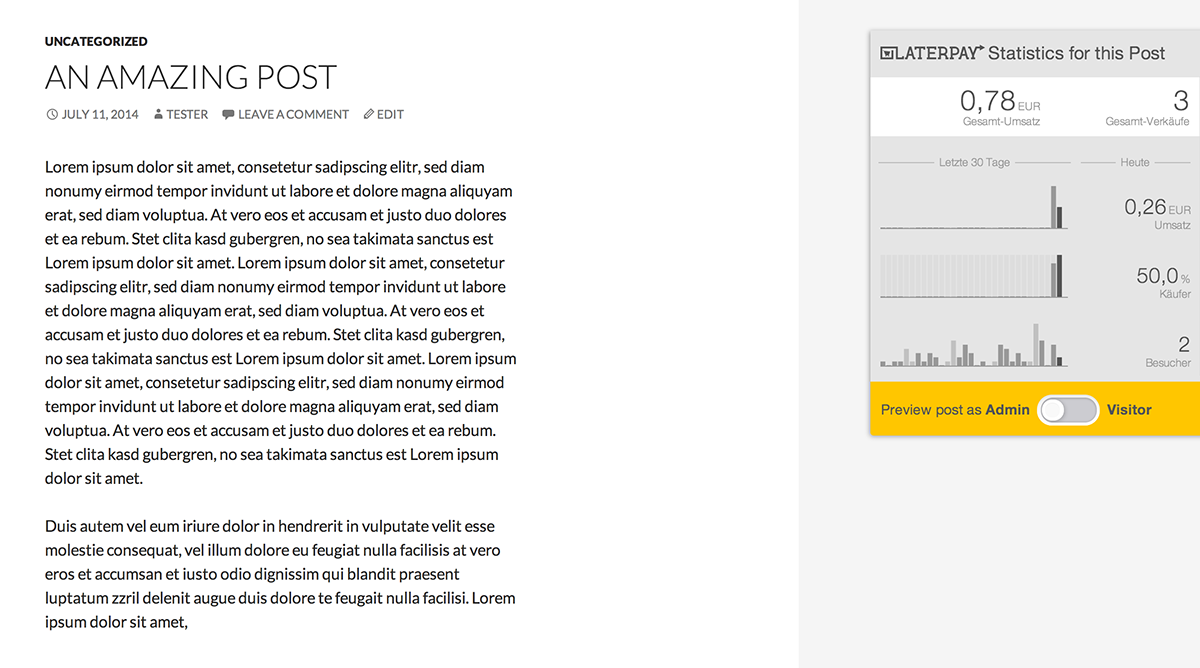 UNCATEGORIZED
AN AMAZING POST
JULY 11, 2014 TESTER LEAVE A COMMENT EDIT
Lorem ipsum dolor sit amet, consetetur sadipscing elitr, sed diam
nonumy eirmod tempor invidunt ut labore et dolore magna aliquyam
erat, sed diam voluptua. At vero eos et accusam et justo duo dolores
et ea rebum. Stet clita kasd gubergren, no sea takimata sanctus est
Lorem ipsum dolor sit amet. Lorem ipsum dolor sit amet, consetetur
sadipscing elitr, sed diam nonumy eirmod tempor invidunt ut labore
et dolore magna aliquyam erat, sed diam voluptua. At vero eos et
accusam et justo duo dolores et ea rebum. Stet clita kasd gubergren,
no sea takimata sanctus est Lorem ipsum dolor sit amet. Lorem ipsum
dolor sit amet, consetetur sadipscing elitr, sed diam nonumy eirmod
tempor invidunt ut labore et dolore magna aliquyam erat, sed diam
voluptua. At vero eos et accusam et justo duo dolores et ea rebum.
Stet clita kasd gubergren, no sea takimata sanctus est Lorem ipsum
dolor sit amet.
Duis autem vel eum iriure dolor in hendrerit in vulputate velit esse
molestie consequat, vel illum dolore eu feugiat nulla facilisis at vero
eros et accumsan et iusto odio dignissim qui blandit praesent
luptatum zzril delenit augue duis dolore te feugait nulla facilisi. Lorem
ipsum dolor sit amet,
LATERPAY Statistics for this Post
0,78 EUR 3
Gesamt-Umsatz Gesamt-Verkäufe
Letzte 30 Tage Heute
0,26 EUR
Umsatz
50,0 %
Käufer
2
Besucher
Preview post as Admin Visitor